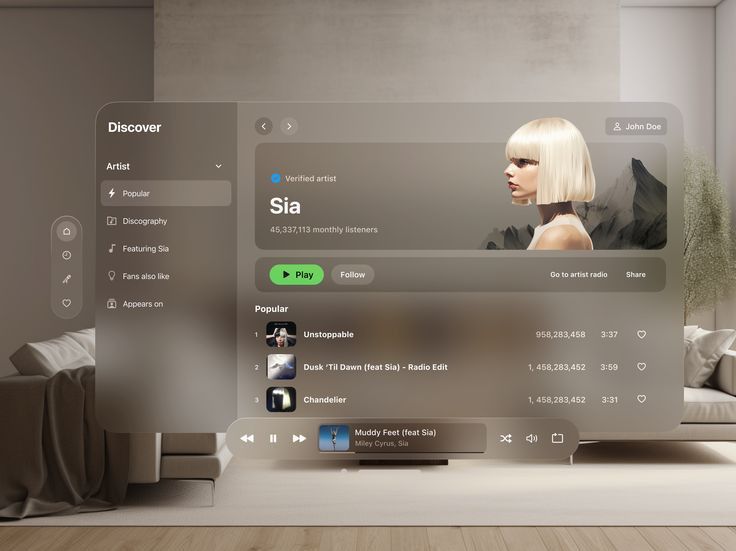 Discover
John Doe
Artist
Popular
Discography
Featuring Sia
Fans also like
Appears on
Verified artist
Sia
45,337,113 monthly listeners
Play
Follow
Go to artist radio
Share
Popular
1 Unstoppable 958,283,458 3:37
2 Dusk ‘Til Dawn (feat Sia) - Radio Edit 1, 458,283,452 3:59
3 Chandelier 1, 458,283,452 3:31
Muddy Feet (feat Sia)
Miley Cyrus, Sia